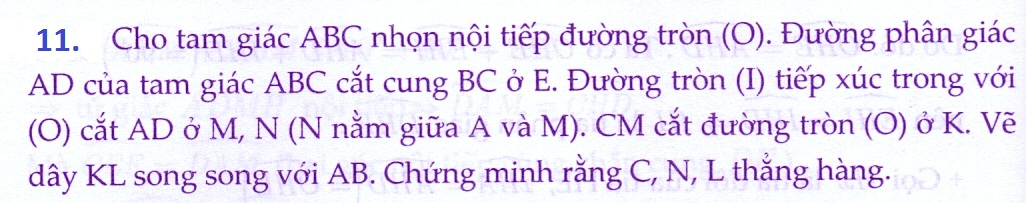 11. Cho tam giác ABC nhọn nội tiếp đường tròn (O). Đường phân giác
AD của tam giác ABC cắt cung BC ở E. Đường tròn (I) tiếp xúc trong với
(O) cắt AD ở M, N (N nằm giữa A và M). CM cắt đường tròn (O) ở K. Vẽ
dây KL song song với AB. Chứng minh rằng C, N, L thẳng hàng.